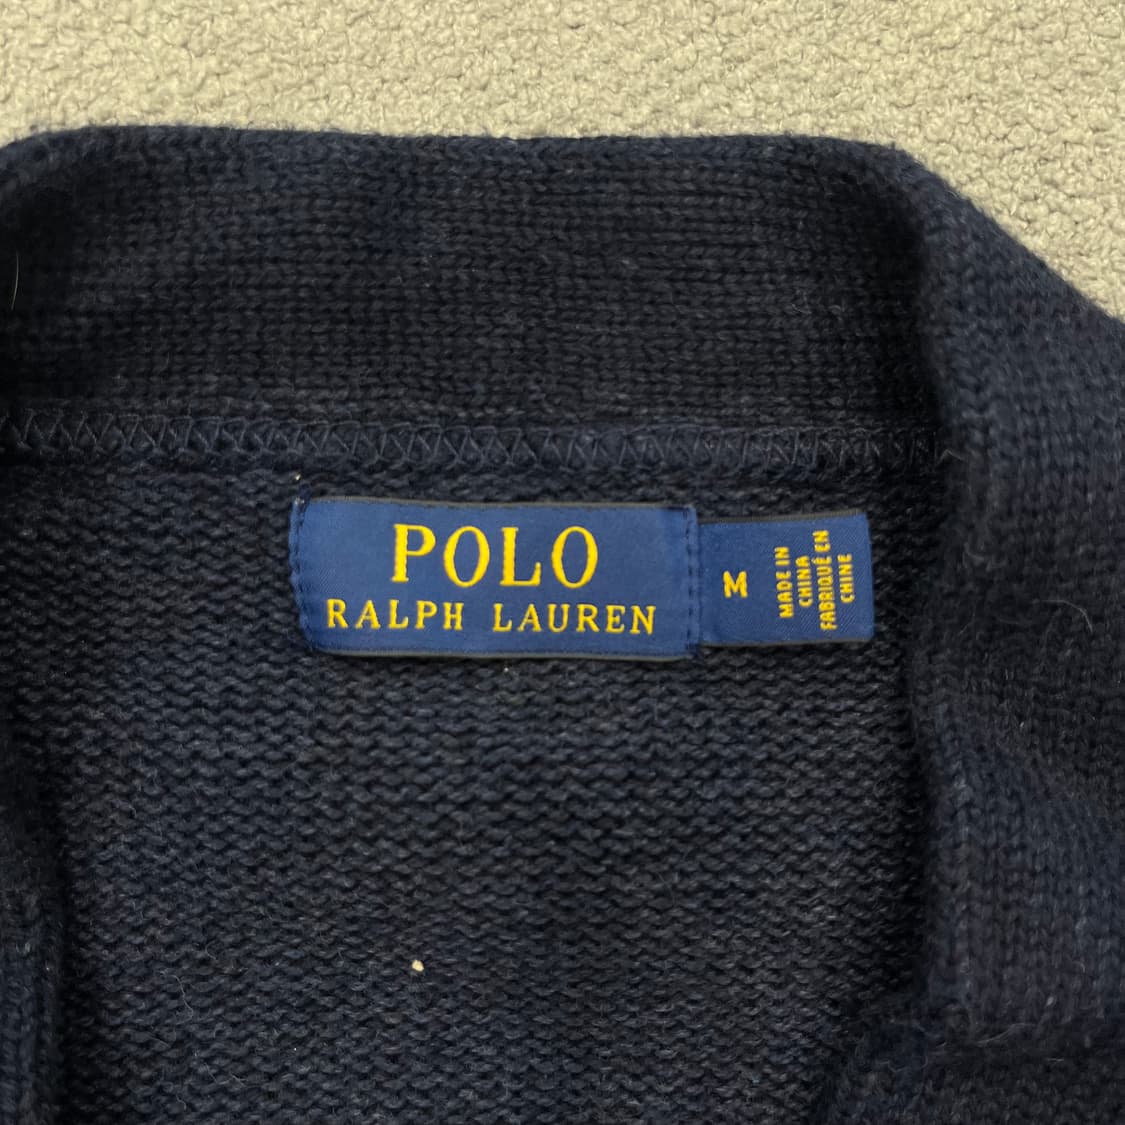 POLO
RALPH LAUREN
M
MADE IN
CHINA
FABRIQUÉ EN
CHINE